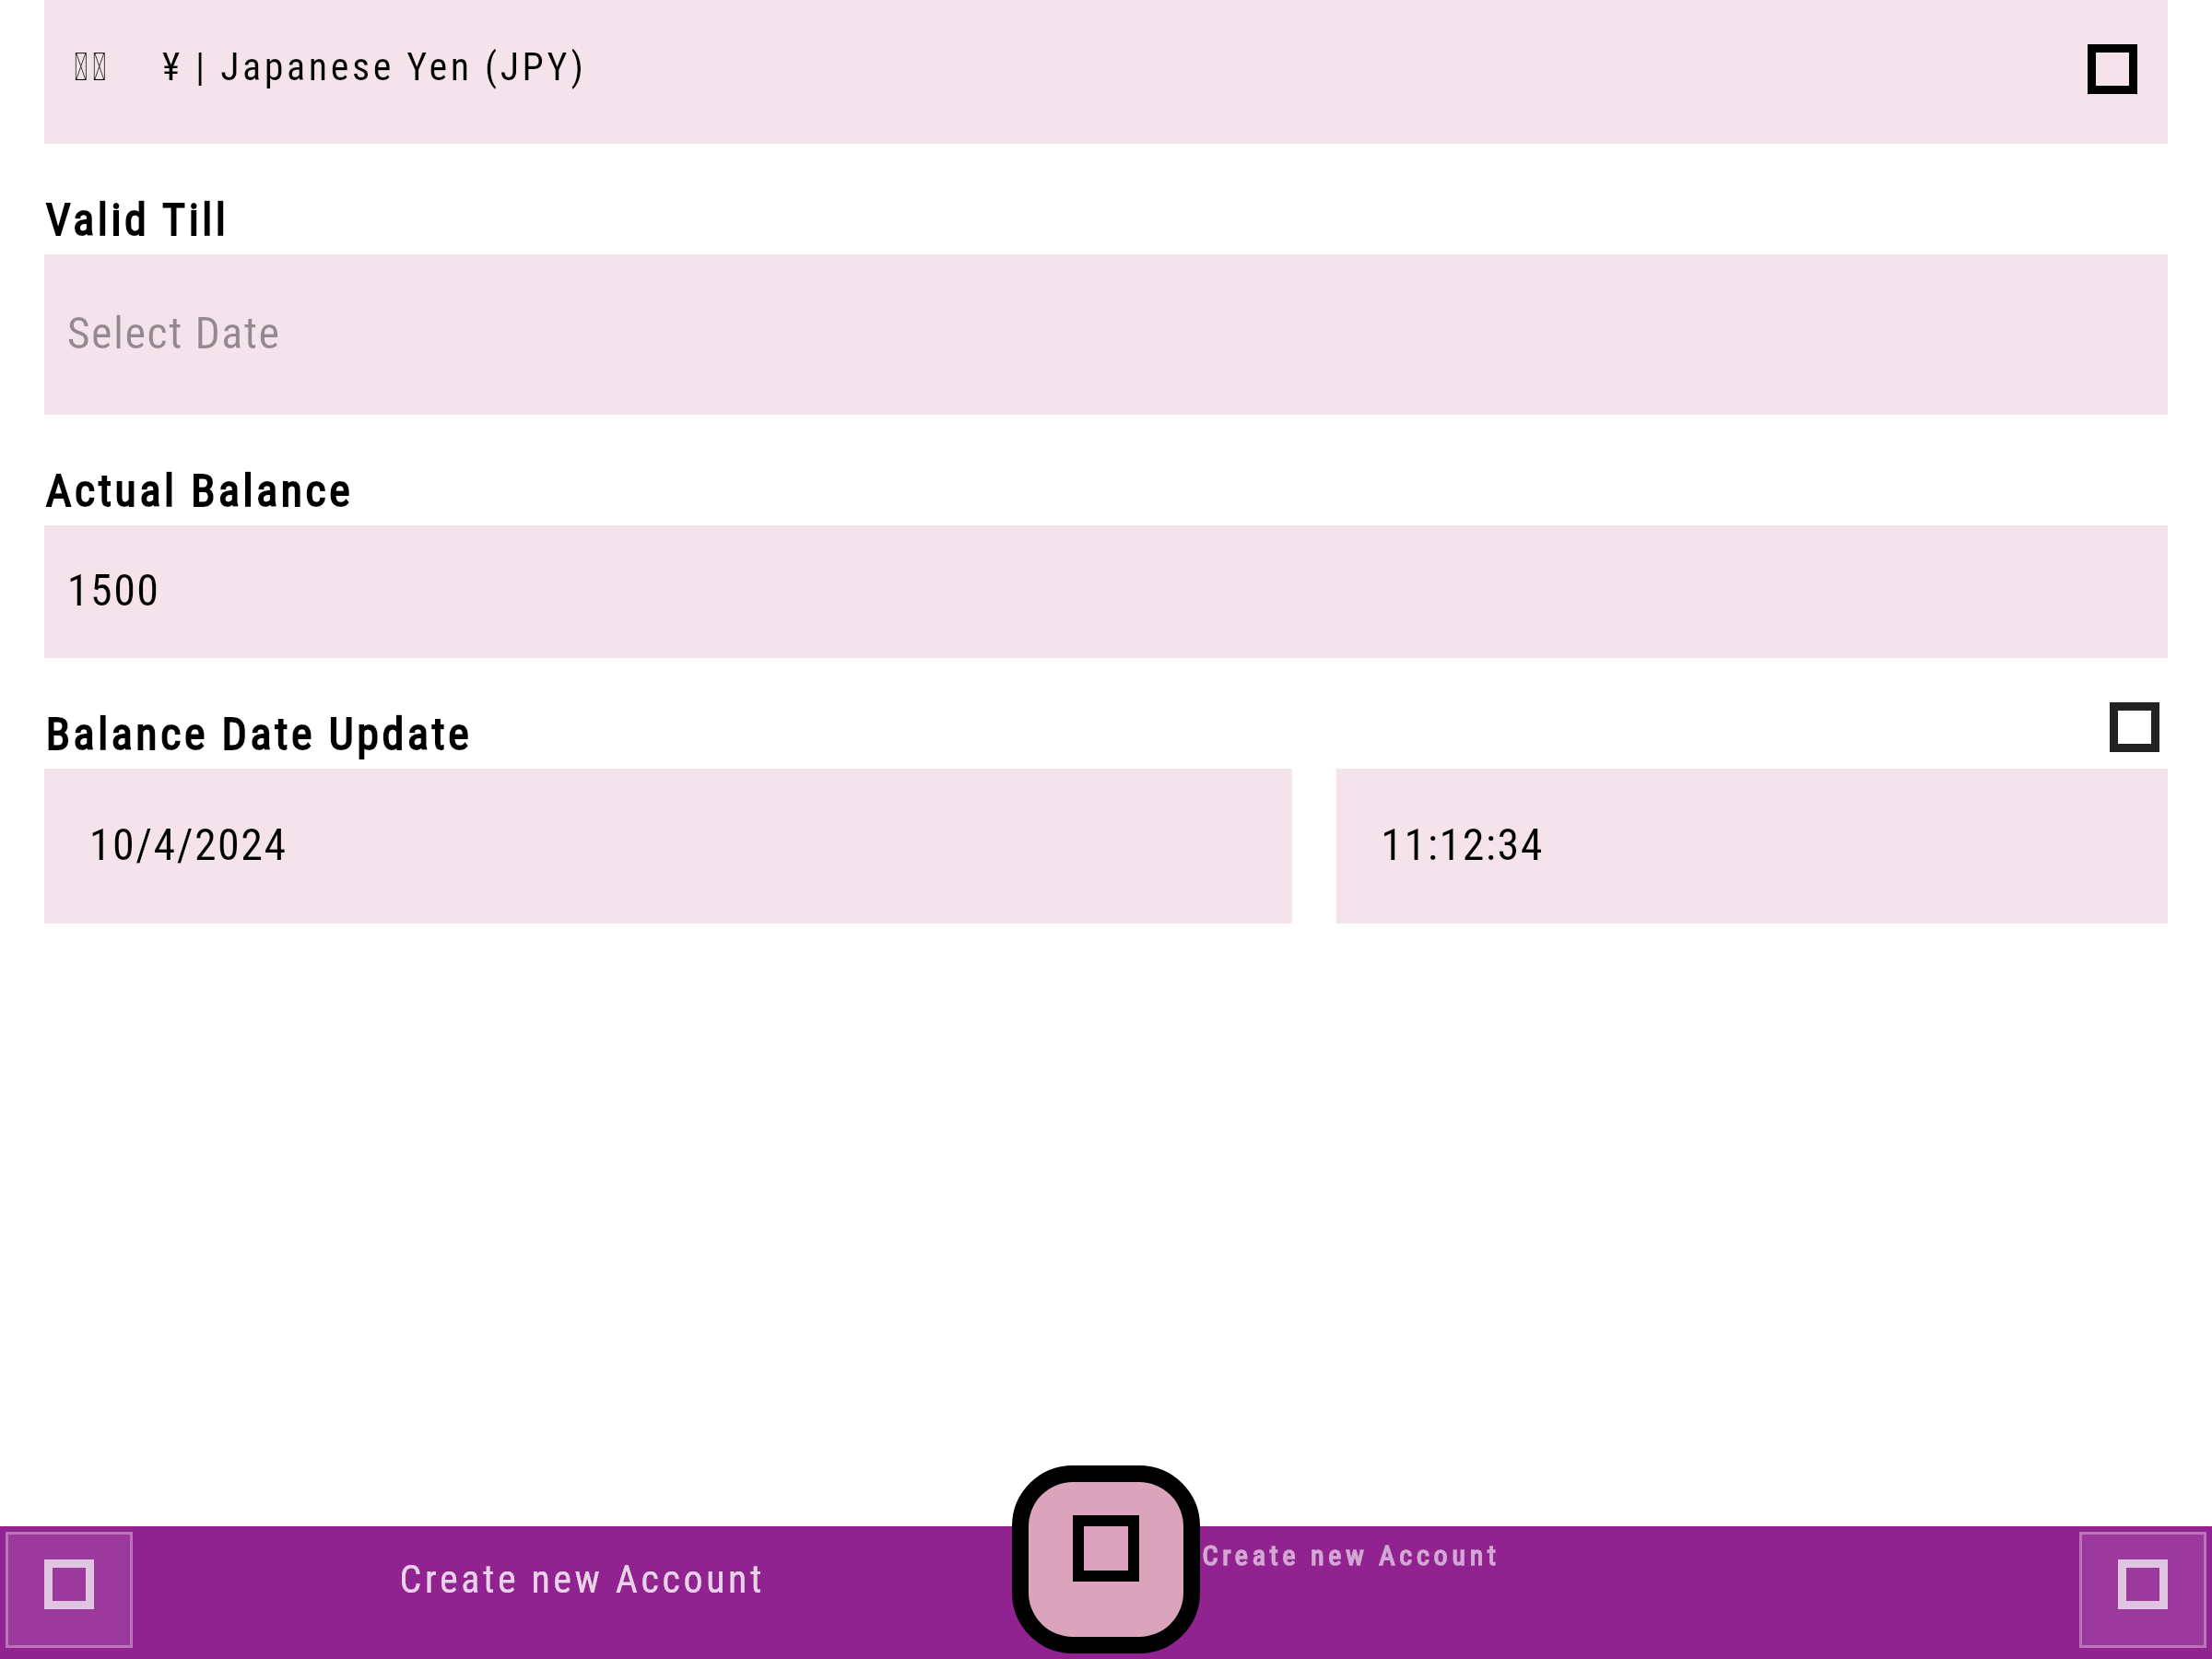 ¥ | Japanese Yen (JPY)
Valid Till
Select Date
Actual Balance
1500
Balance Date Update
10/4/2024 11:12:34
Create new Account
Create new Account